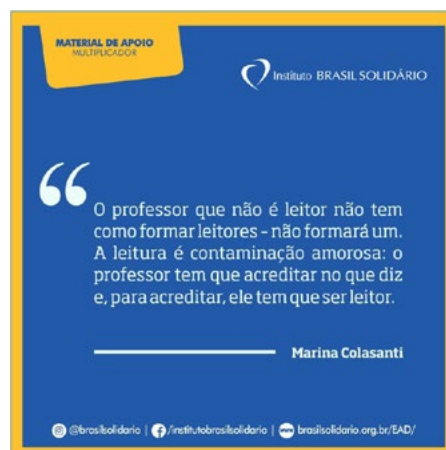 MATERIAL DE APOIO
MULTIPLICADOR
Instituto BRASIL SOLIDÁRIO
“
O professor que não é leitor não tem
como formar leitores - não formará um.
A leitura é contaminação amorosa: o
professor tem que acreditar no que diz
e, para acreditar, ele tem que ser leitor.
Marina Colasanti
@brasilsolidario | /institutobrasilsolidario | brasilsolidario.org.br/EAD/